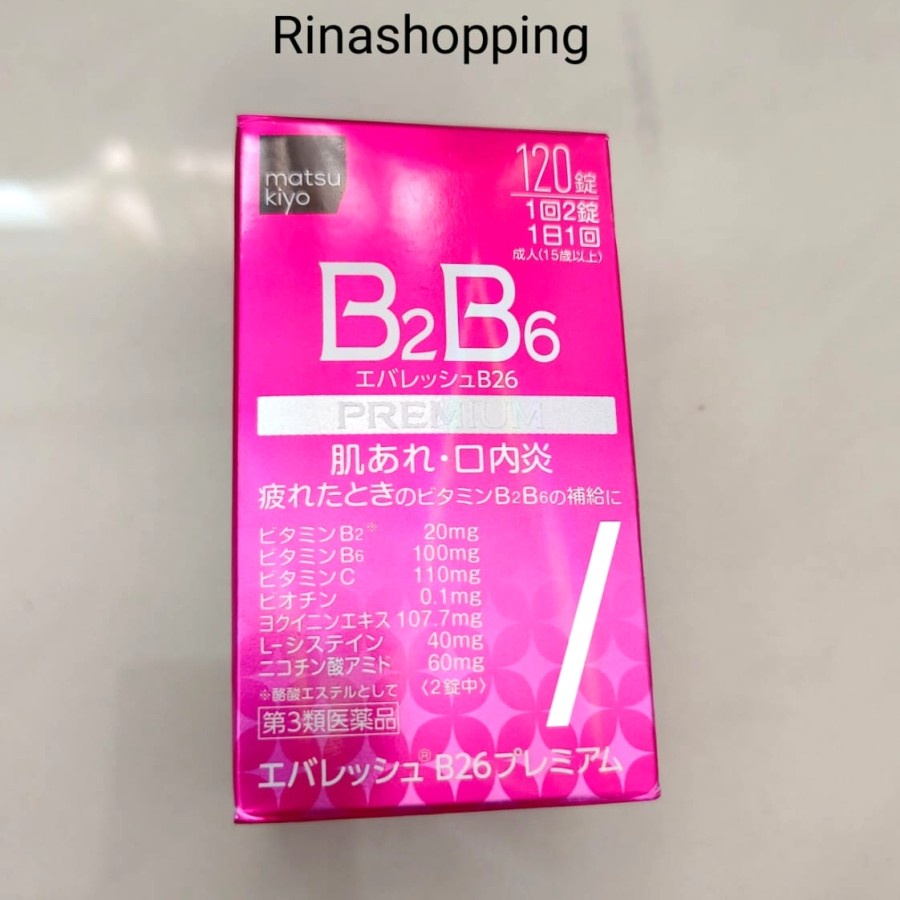 Rinashopping
matsu
kiyo
120錠
1回2錠
1日1回
成人(15歳以上)
B2B6
エバレッシュB26
PREMIUM
肌あれ・口内炎
疲れたときのビタミンB2B6の補給に
ビタミンB2※ 20mg
ビタミンB6 100mg
ビタミンC 110mg
ビオチン 0.1mg
ヨクイニンエキス 107.7mg
L-システイン 40mg
ニコチン酸アミド 60mg
※酪酸エステルとして 〈2錠中〉
第3類医薬品
エバレッシュ® B26プレミアム